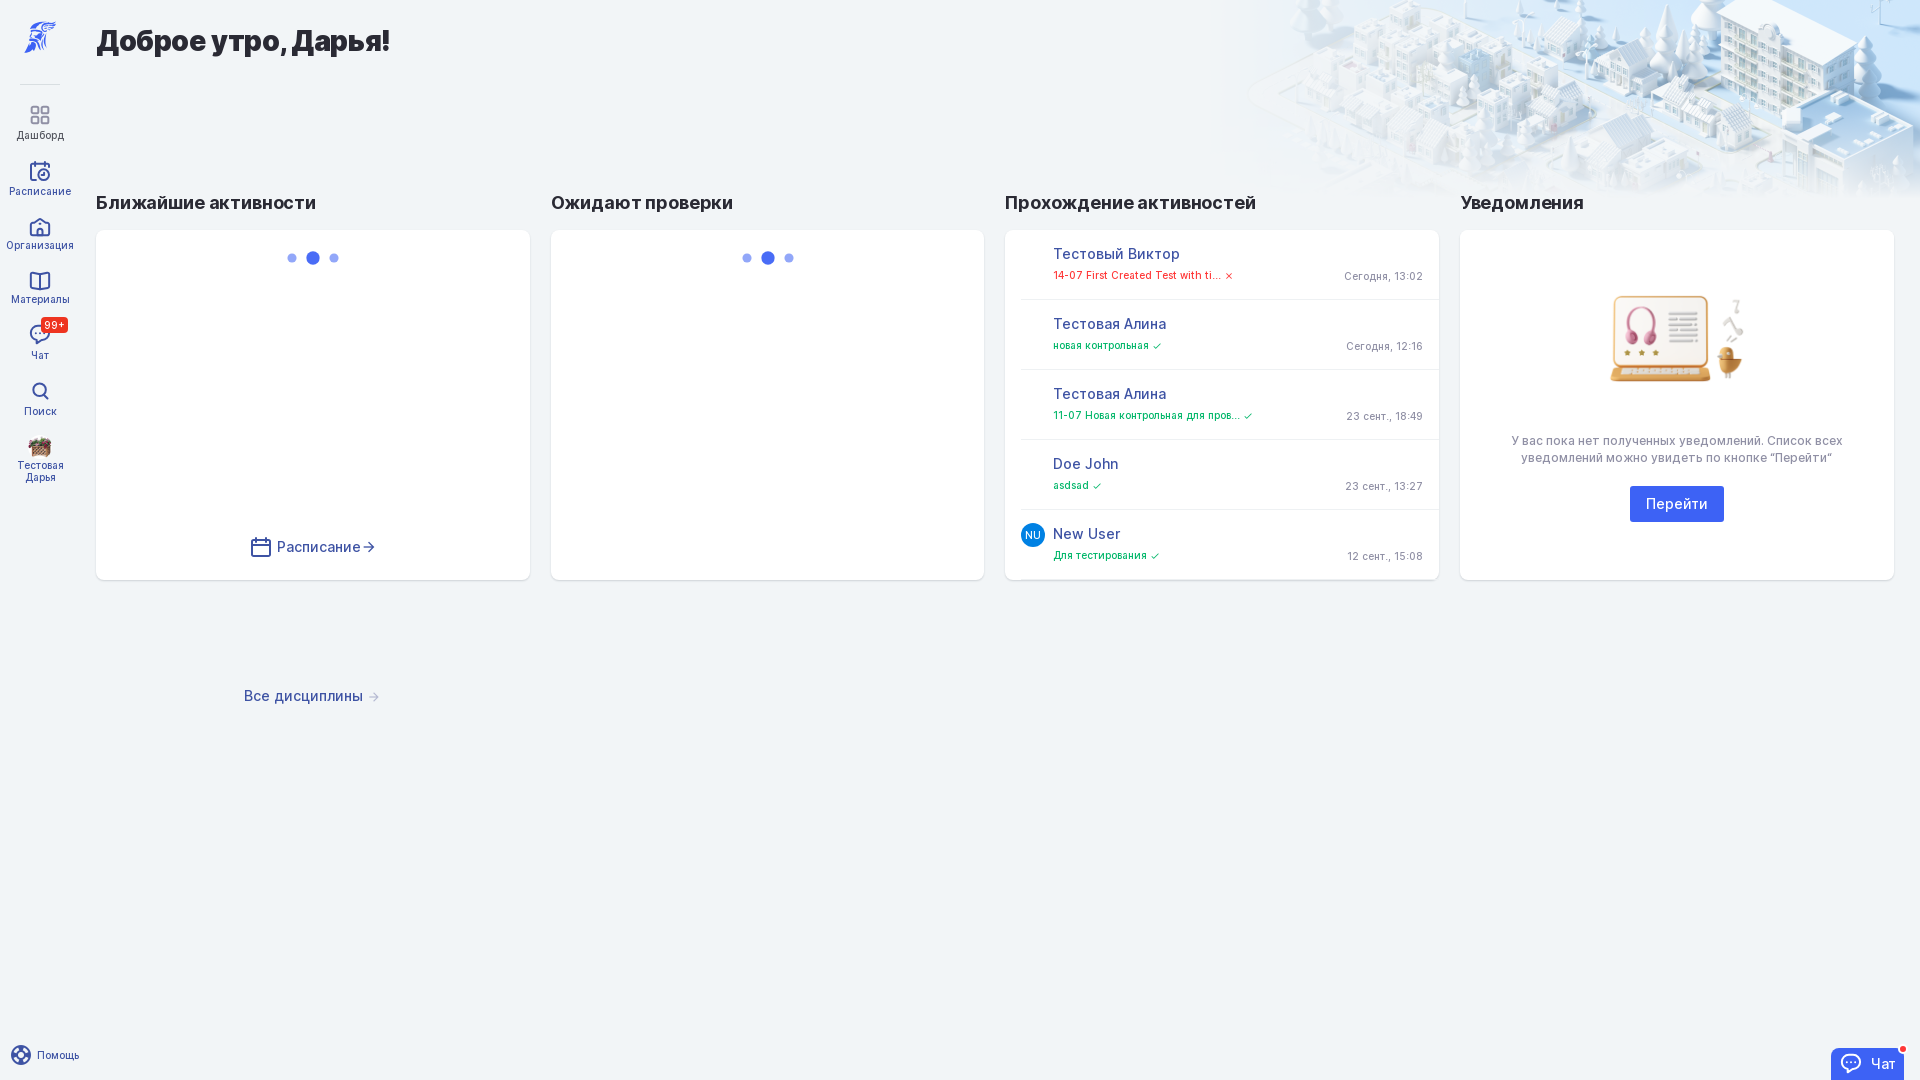 Доброе утро, Дарья!
Дашборд
Расписание
Организация
Материалы
99+
Чат
Поиск
Тестовая
Дарья
Помощь
Ближайшие активности
Расписание
Ожидают проверки
Прохождение активностей
Тестовый Виктор
14-07 First Created Test with ti...
Сегодня, 13:02
Тестовая Алина
новая контрольная
Сегодня, 12:16
Тестовая Алина
11-07 Новая контрольная для пров...
23 сент., 18:49
Doe John
asdsad
23 сент., 13:27
NU
New User
Для тестирования
12 сент., 15:08
Уведомления
У вас пока нет полученных уведомлений. Список всех
уведомлений можно увидеть по кнопке “Перейти“
Перейти
Все дисциплины
Чат